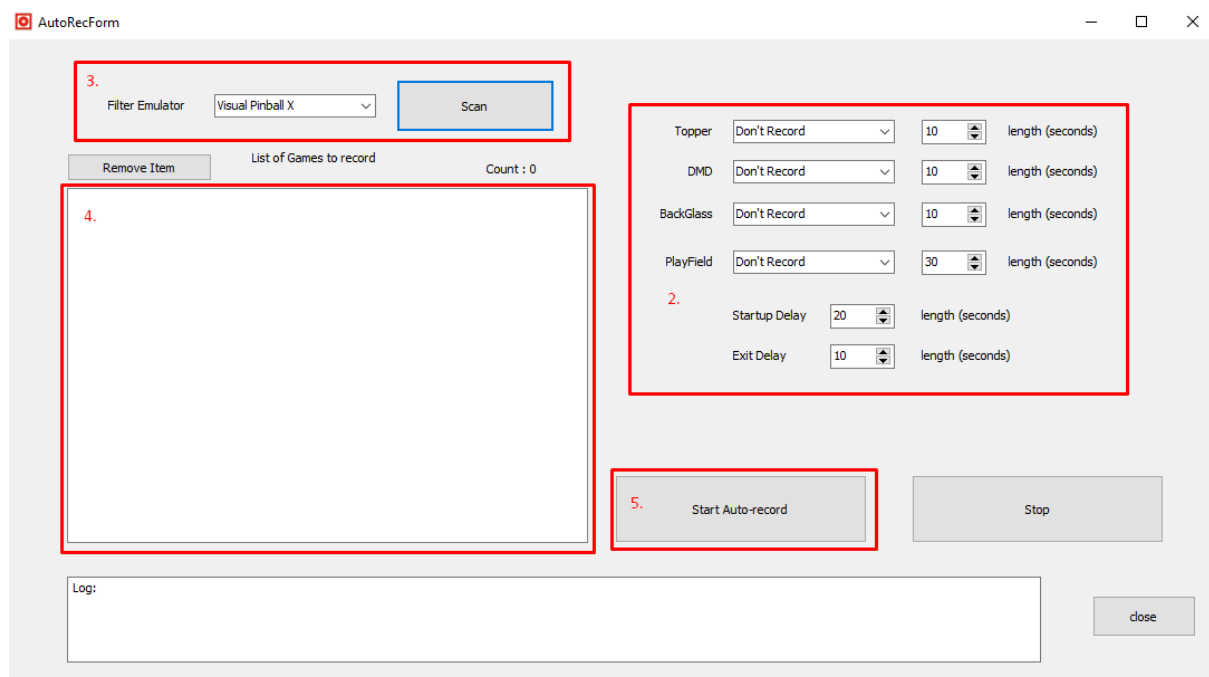 AutoRecForm
3.
Filter Emulator Visual Pinball X Scan
Remove Item List of Games to record Count : 0
4.
Topper Don't Record 10 length (seconds)
DMD Don't Record 10 length (seconds)
BackGlass Don't Record 10 length (seconds)
PlayField Don't Record 30 length (seconds)
2.
Startup Delay 20 length (seconds)
Exit Delay 10 length (seconds)
5. Start Auto-record Stop
Log:
close